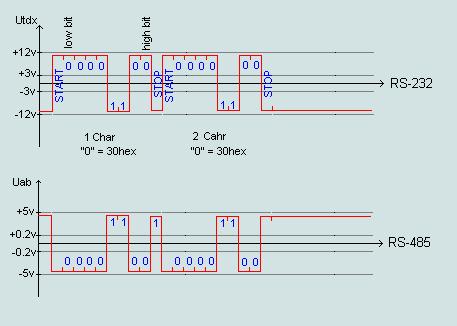 Utdx
low bit
high bit
+12v
START
0 0 0 0
0 0
STOP
START
0 0 0 0
0 0
STOP
+3v
-3v
RS-232
1 1
1 1
-12v
1 Char
2 Cahr
"0" = 30hex
"0" = 30hex
Uab
+5v
1 1
1
1 1
+0.2v
-0.2v
RS-485
0 0 0 0
0 0
0 0 0 0
0 0
-5v